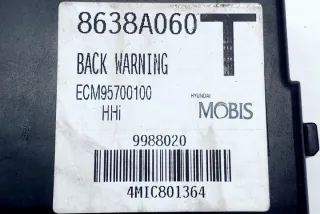 8638A060 T
BACK WARNING
ECM95700100
HHi
HYUNDAI
MOBIS
9988020
4MIC801364